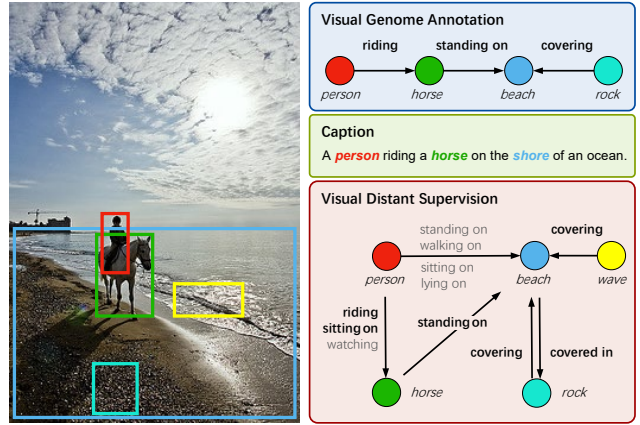 Visual Genome Annotation
riding
standing on
covering
person
horse
beach
rock
Caption
A person riding a horse on the shore of an ocean.
Visual Distant Supervision
standing on
walking on
sitting on
lying on
covering
person
beach
wave
riding
sitting on
watching
standing on
covering
covered in
horse
rock